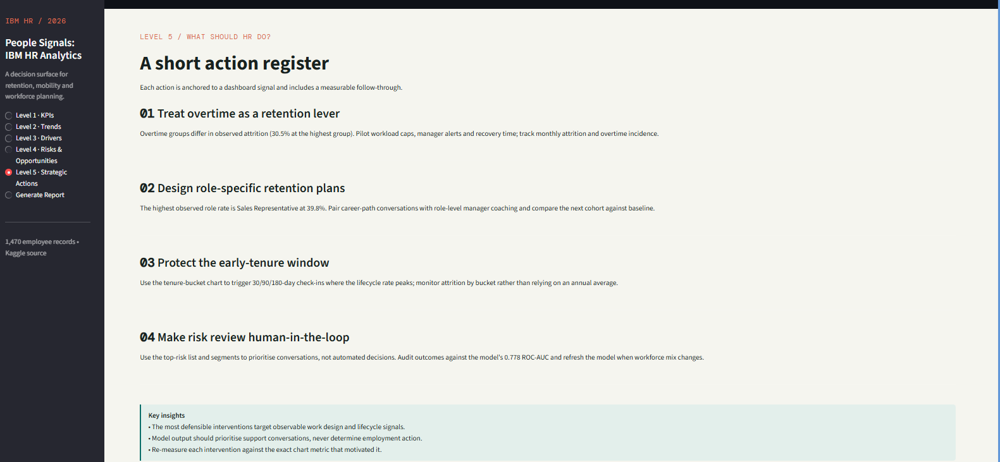 IBM HR / 2026
People Signals:
IBM HR Analytics
A decision surface for
retention, mobility and
workforce planning.
Level 1 · KPIs
Level 2 · Trends
Level 3 · Drivers
Level 4 · Risks &
Opportunities
Level 5 · Strategic
Actions
Generate Report
1,470 employee records •
Kaggle source
LEVEL 5 / WHAT SHOULD HR DO?
A short action register
Each action is anchored to a dashboard signal and includes a measurable follow-through.
01 Treat overtime as a retention lever
Overtime groups differ in observed attrition (30.5% at the highest group). Pilot workload caps, manager alerts and recovery time; track monthly attrition and overtime incidence.
02 Design role-specific retention plans
The highest observed role rate is Sales Representative at 39.8%. Pair career-path conversations with role-level manager coaching and compare the next cohort against baseline.
03 Protect the early-tenure window
Use the tenure-bucket chart to trigger 30/90/180-day check-ins where the lifecycle rate peaks; monitor attrition by bucket rather than relying on an annual average.
04 Make risk review human-in-the-loop
Use the top-risk list and segments to prioritise conversations, not automated decisions. Audit outcomes against the model's 0.778 ROC-AUC and refresh the model when workforce mix changes.
Key insights
• The most defensible interventions target observable work design and lifecycle signals.
• Model output should prioritise support conversations, never determine employment action.
• Re-measure each intervention against the exact chart metric that motivated it.